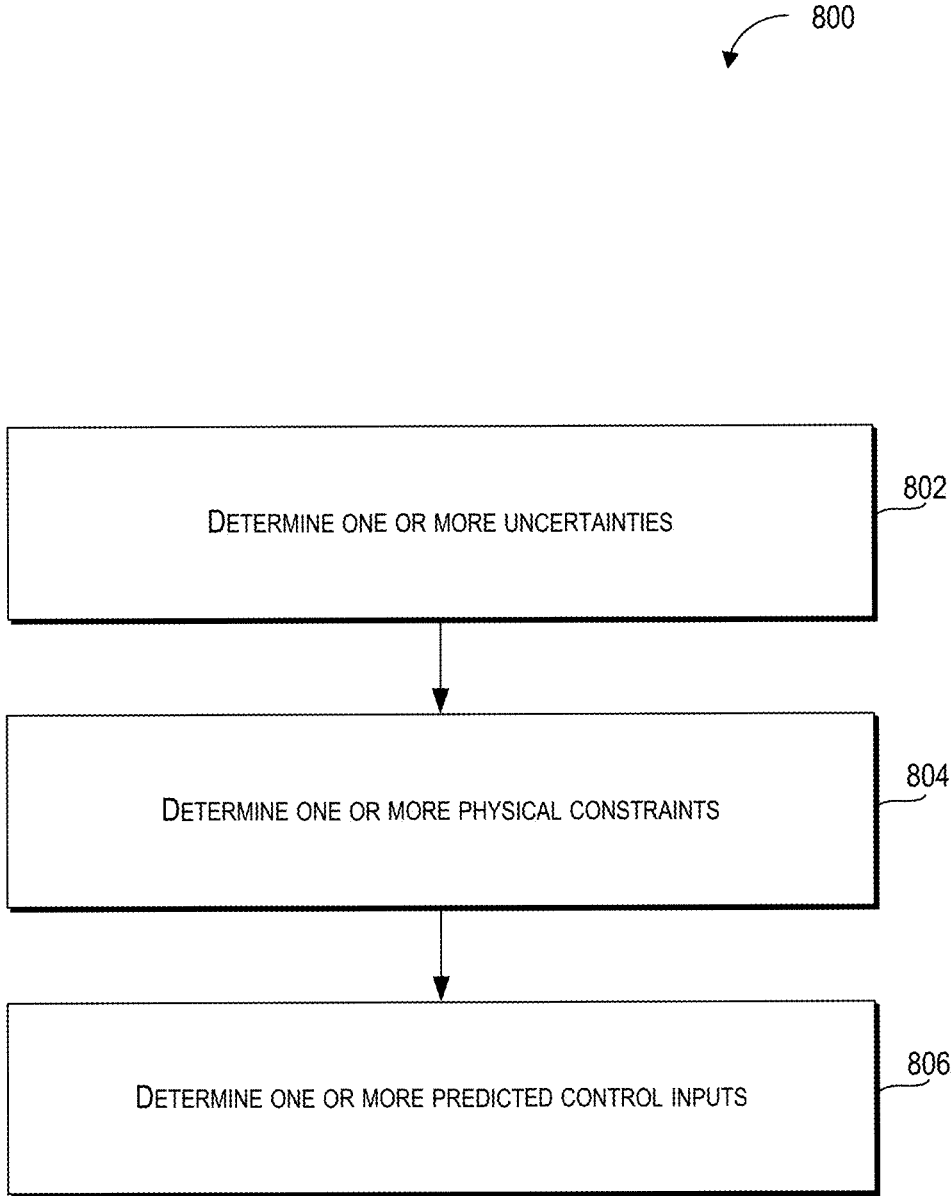 800
DETERMINE ONE OR MORE UNCERTAINTIES
802
DETERMINE ONE OR MORE PHYSICAL CONSTRAINTS
804
DETERMINE ONE OR MORE PREDICTED CONTROL INPUTS
806